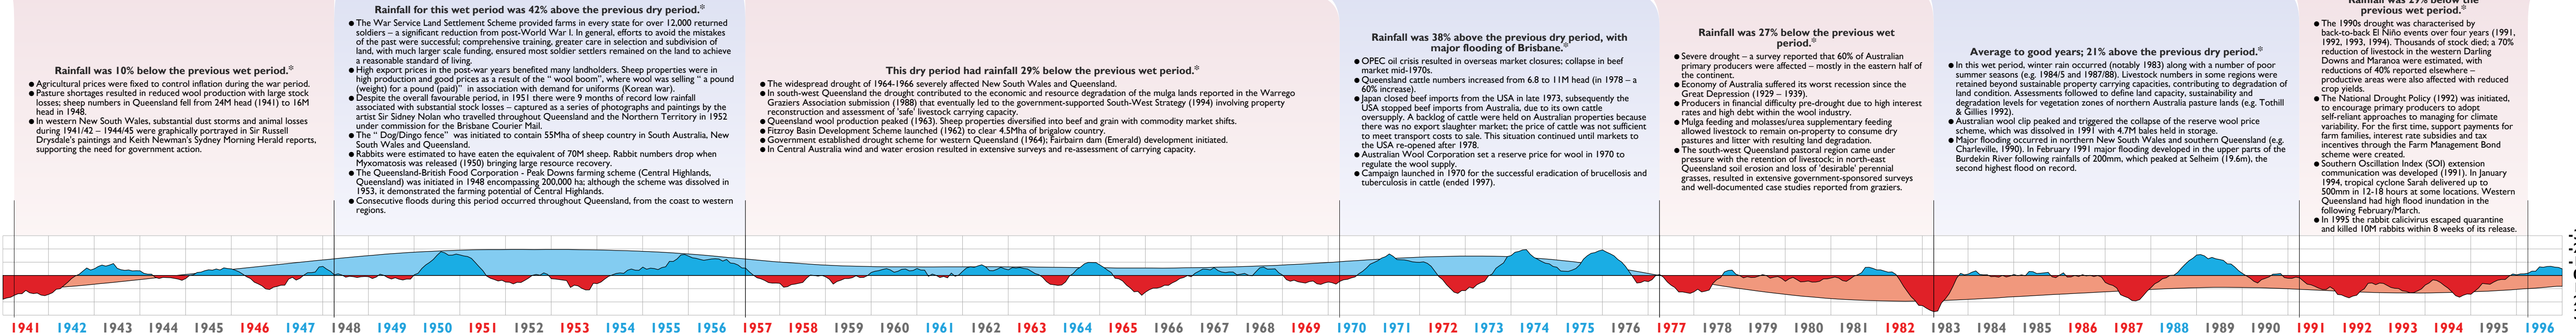 Rainfall was 10% below the previous wet period.*
● Agricultural prices were fixed to control inflation during the war period.
● Pasture shortages resulted in reduced wool production with large stock
losses; sheep numbers in Queensland fell from 24M head (1941) to 16M
head in 1948.
● In western New South Wales, substantial dust storms and animal losses
during 1941/42 – 1944/45 were graphically portrayed in Sir Russell
Drysdale's paintings and Keith Newman's Sydney Morning Herald reports,
supporting the need for government action.
Rainfall for this wet period was 42% above the previous dry period.*
● The War Service Land Settlement Scheme provided farms in every state for over 12,000 returned
soldiers – a significant reduction from post-World War I. In general, efforts to avoid the mistakes
of the past were successful; comprehensive training, greater care in selection and subdivision of
land, with much larger scale funding, ensured most soldier settlers remained on the land to achieve
a reasonable standard of living.
● High export prices in the post-war years benefited many landholders. Sheep properties were in
high production and good prices as a result of the " wool boom", where wool was selling " a pound
(weight) for a pound (paid)" in association with demand for uniforms (Korean war).
● Despite the overall favourable period, in 1951 there were 9 months of record low rainfall
associated with substantial stock losses – captured as a series of photographs and paintings by the
artist Sir Sidney Nolan who travelled throughout Queensland and the Northern Territory in 1952
under commission for the Brisbane Courier Mail.
● The " Dog/Dingo fence" was initiated to contain 55Mha of sheep country in South Australia, New
South Wales and Queensland.
● Rabbits were estimated to have eaten the equivalent of 70M sheep. Rabbit numbers drop when
Myxomatosis was released (1950) bringing large resource recovery.
● The Queensland-British Food Corporation - Peak Downs farming scheme (Central Highlands,
Queensland) was initiated in 1948 encompassing 200,000 ha; although the scheme was dissolved in
1953, it demonstrated the farming potential of Central Highlands.
● Consecutive floods during this period occurred throughout Queensland, from the coast to western
regions.
This dry period had rainfall 29% below the previous wet period.*
● The widespread drought of 1964-1966 severely affected New South Wales and Queensland.
● In south-west Queensland the drought contributed to the economic and resource degradation of the mulga lands reported in the Warrego
Graziers Association submission (1988) that eventually led to the government-supported South-West Strategy (1994) involving property
reconstruction and assessment of 'safe' livestock carrying capacity.
● Queensland wool production peaked (1963). Sheep properties diversified into beef and grain with commodity market shifts.
● Fitzroy Basin Development Scheme launched (1962) to clear 4.5Mha of brigalow country.
● Government established drought scheme for western Queensland (1964); Fairbairn dam (Emerald) development initiated.
● In Central Australia wind and water erosion resulted in extensive surveys and re-assessment of carrying capacity.
Rainfall was 38% above the previous dry period, with
major flooding of Brisbane.*
● OPEC oil crisis resulted in overseas market closures; collapse in beef
market mid-1970s.
● Queensland cattle numbers increased from 6.8 to 11M head (in 1978 – a
60% increase).
● Japan closed beef imports from the USA in late 1973, subsequently the
USA stopped beef imports from Australia, due to its own cattle
oversupply. A backlog of cattle were held on Australian properties because
there was no export slaughter market; the price of cattle was not sufficient
to meet transport costs to sale. This situation continued until markets to
the USA re-opened after 1978.
● Australian Wool Corporation set a reserve price for wool in 1970 to
regulate the wool supply.
● Campaign launched in 1970 for the successful eradication of brucellosis and
tuberculosis in cattle (ended 1997).
Rainfall was 27% below the previous wet
period.*
● Severe drought – a survey reported that 60% of Australian
primary producers were affected – mostly in the eastern half of
the continent.
● Economy of Australia suffered its worst recession since the
Great Depression (1929 – 1939).
● Producers in financial difficulty pre-drought due to high interest
rates and high debt within the wool industry.
● Mulga feeding and molasses/urea supplementary feeding
allowed livestock to remain on-property to consume dry
pastures and litter with resulting land degradation.
● The south-west Queensland pastoral region came under
pressure with the retention of livestock; in north-east
Queensland soil erosion and loss of 'desirable' perennial
grasses, resulted in extensive government-sponsored surveys
and well-documented case studies reported from graziers.
Average to good years; 21% above the previous dry period.*
● In this wet period, winter rain occurred (notably 1983) along with a number of poor
summer seasons (e.g. 1984/5 and 1987/88). Livestock numbers in some regions were
retained beyond sustainable property carrying capacities, contributing to degradation of
land condition. Assessments followed to define land capacity, sustainability and
degradation levels for vegetation zones of northern Australia pasture lands (e.g. Tothill
& Gillies 1992).
● Australian wool clip peaked and triggered the collapse of the reserve wool price
scheme, which was dissolved in 1991 with 4.7M bales held in storage.
● Major flooding occurred in northern New South Wales and southern Queensland (e.g.
Charleville, 1990). In February 1991 major flooding developed in the upper parts of the
Burdekin River following rainfalls of 200mm, which peaked at Selheim (19.6m), the
second highest flood on record.
Rainfall was 29% below the
previous wet period.*
● The 1990s drought was characterised by
back-to-back El Niño events over four years (1991,
1992, 1993, 1994). Thousands of stock died; a 70%
reduction of livestock in the western Darling
Downs and Maranoa were estimated, with
reductions of 40% reported elsewhere –
productive areas were also affected with reduced
crop yields.
● The National Drought Policy (1992) was initiated,
to encourage primary producers to adopt
self-reliant approaches to managing for climate
variability. For the first time, support payments for
farm families, interest rate subsidies and tax
incentives through the Farm Management Bond
scheme were created.
● Southern Oscillation Index (SOI) extension
communication was developed (1991). In January
1994, tropical cyclone Sarah delivered up to
500mm in 12-18 hours at some locations. Western
Queensland had high flood inundation in the
following February/March.
● In 1995 the rabbit calicivirus escaped quarantine
and killed 10M rabbits within 8 weeks of its release.
1941 1942 1943 1944 1945 1946 1947 1948 1949 1950 1951 1952 1953 1954 1955 1956 1957 1958 1959 1960 1961 1962 1963 1964 1965 1966 1967 1968 1969 1970 1971 1972 1973 1974 1975 1976 1977 1978 1979 1980 1981 1982 1983 1984 1985 1986 1987 1988 1989 1990 1991 1992 1993 1994 1995 1996